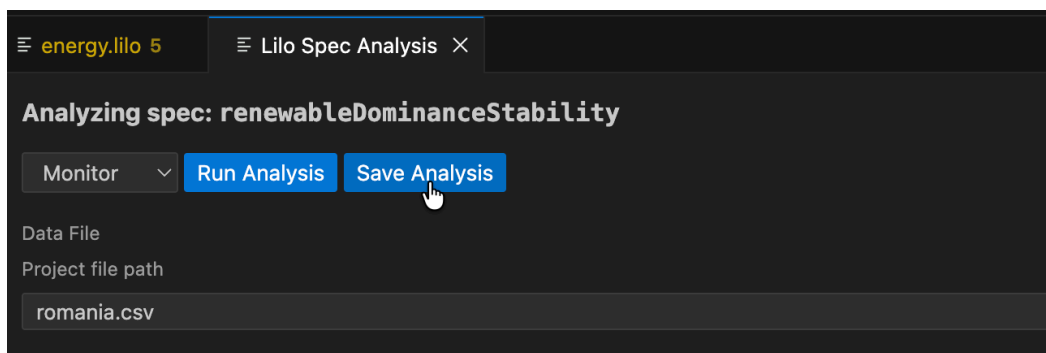 energy.lilo 5 Lilo Spec Analysis
Analyzing spec: renewableDominanceStability
Monitor Run Analysis Save Analysis
Data File
Project file path
romania.csv